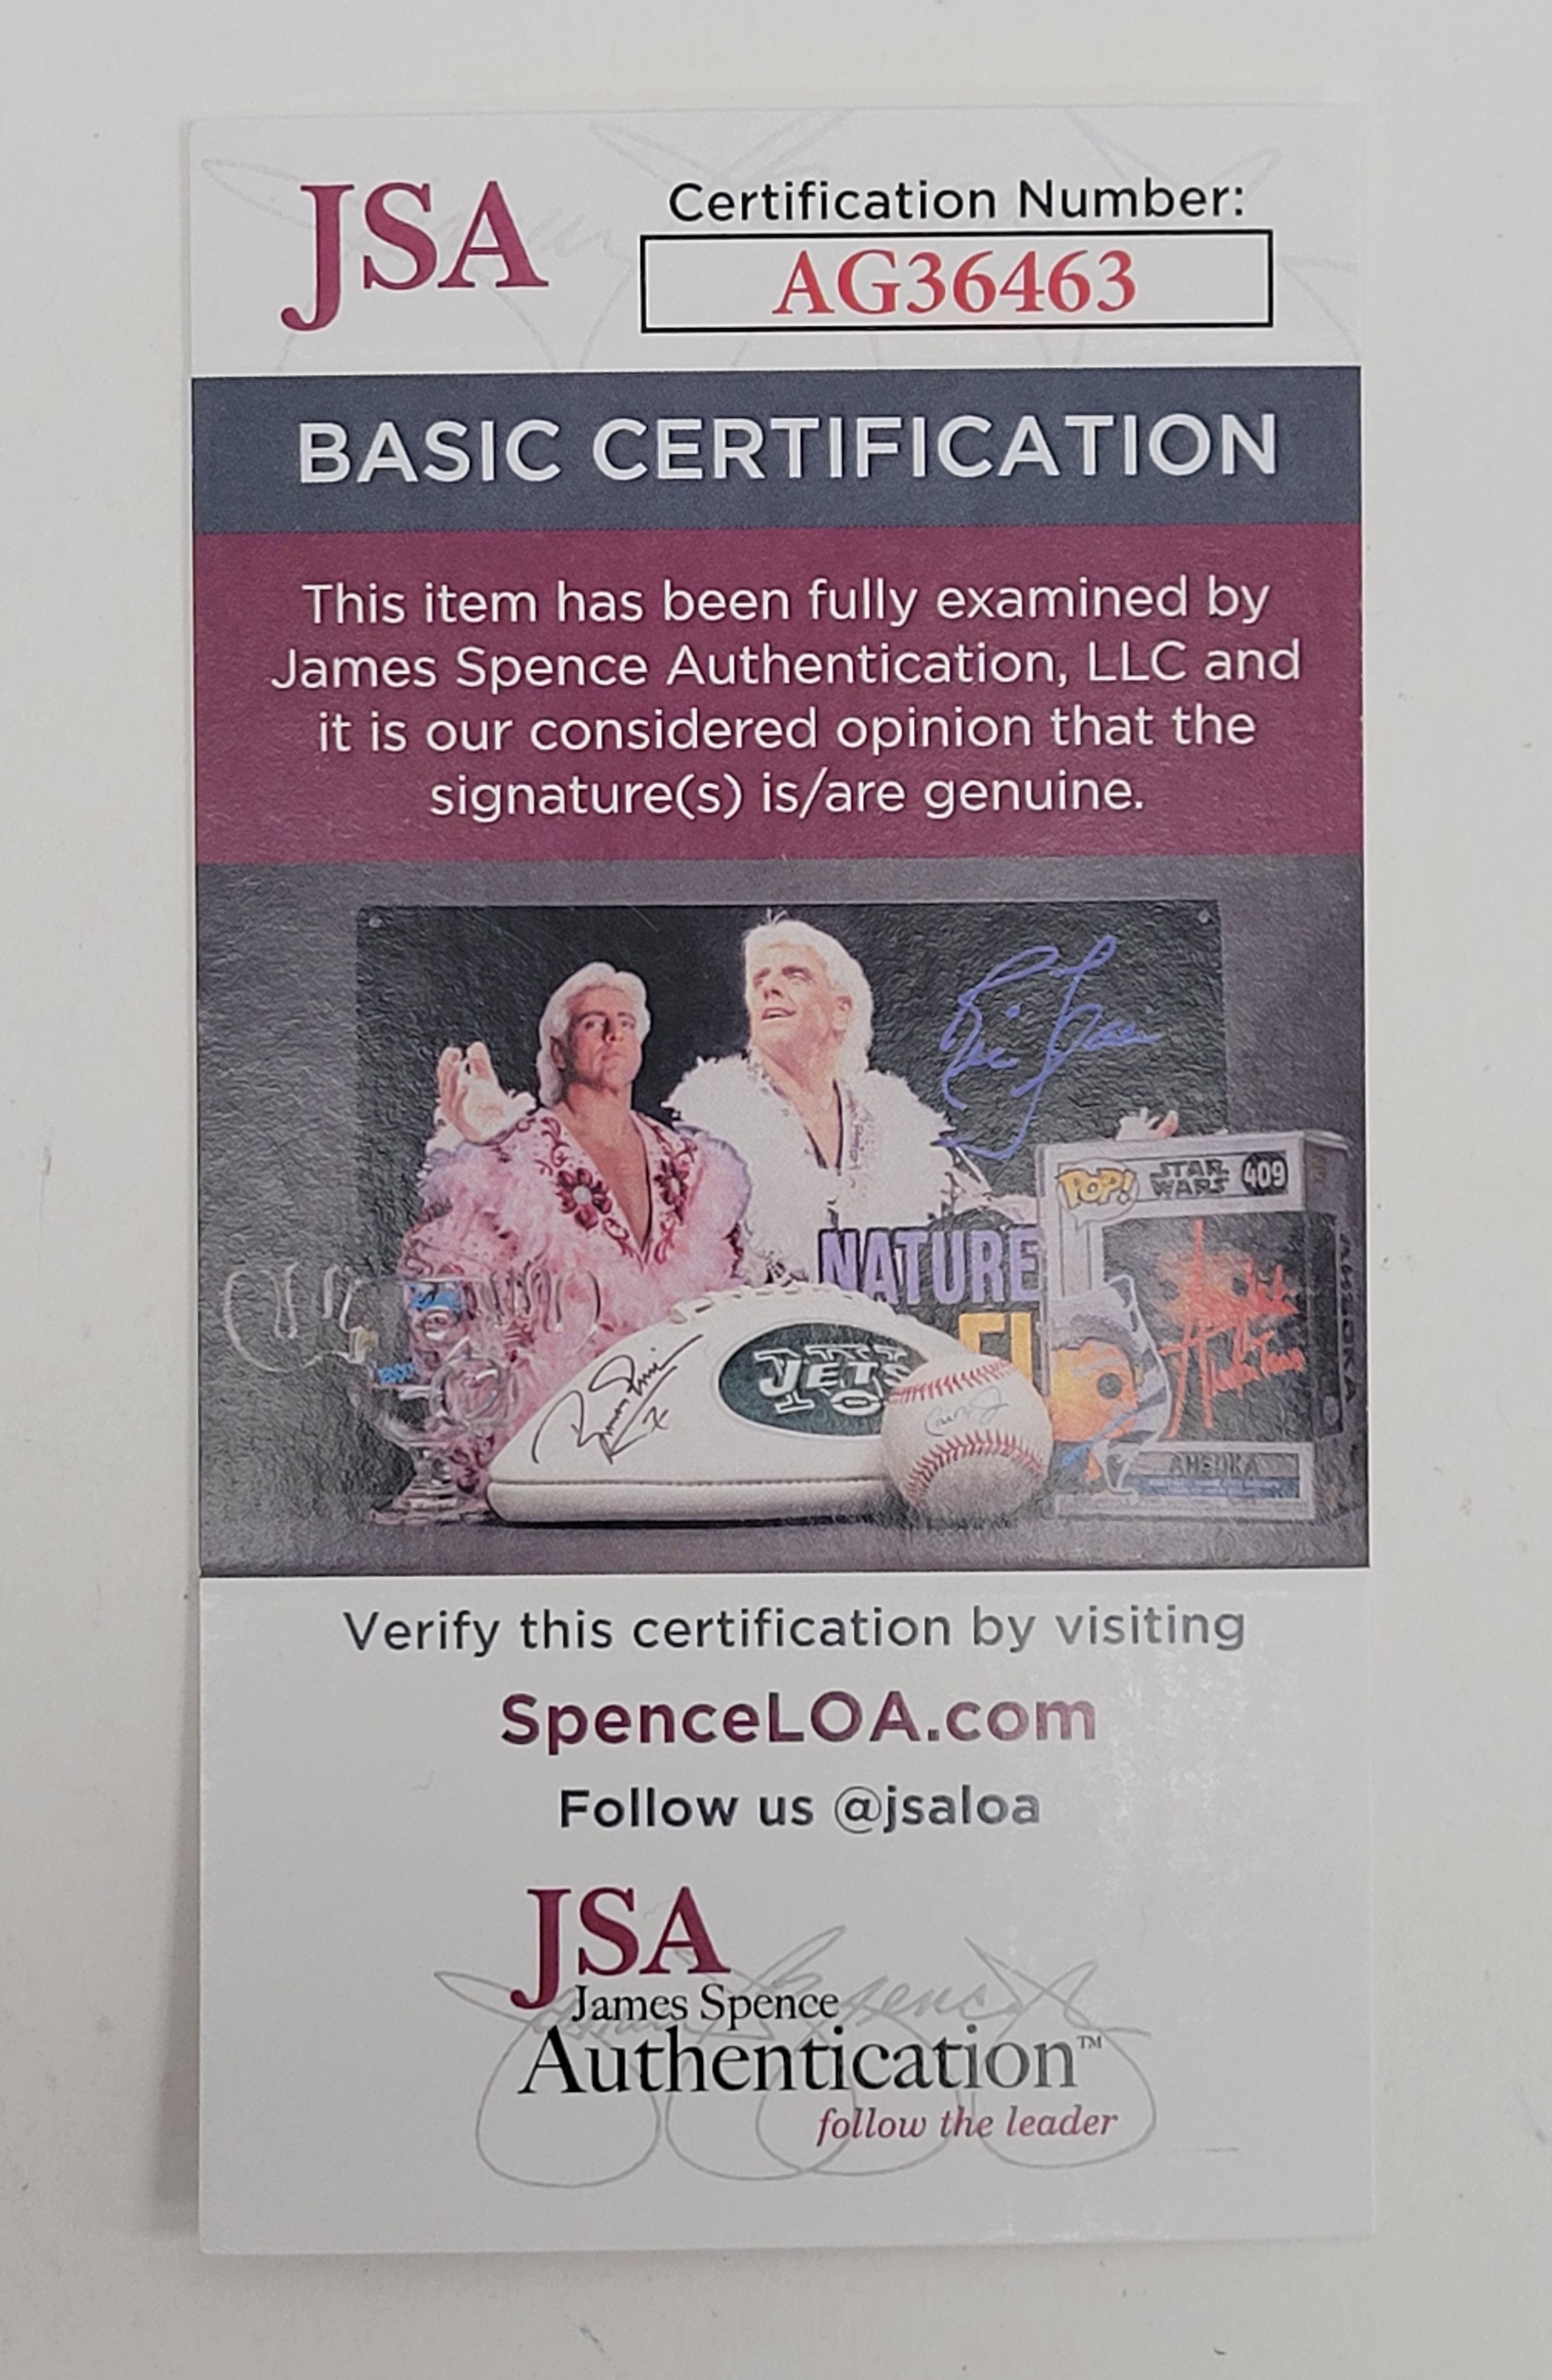 JSA
Certification Number:
AG36463
BASIC CERTIFICATION
This item has been fully examined by
James Spence Authentication, LLC and
it is our considered opinion that the
signature(s) is/are genuine.
POP! STAR WARS 409
NATURE
JETS
AHSOKA
AHSOKA
Verify this certification by visiting
SpenceLOA.com
Follow us @jsaloa
JSA
James Spence
Authentication™
follow the leader